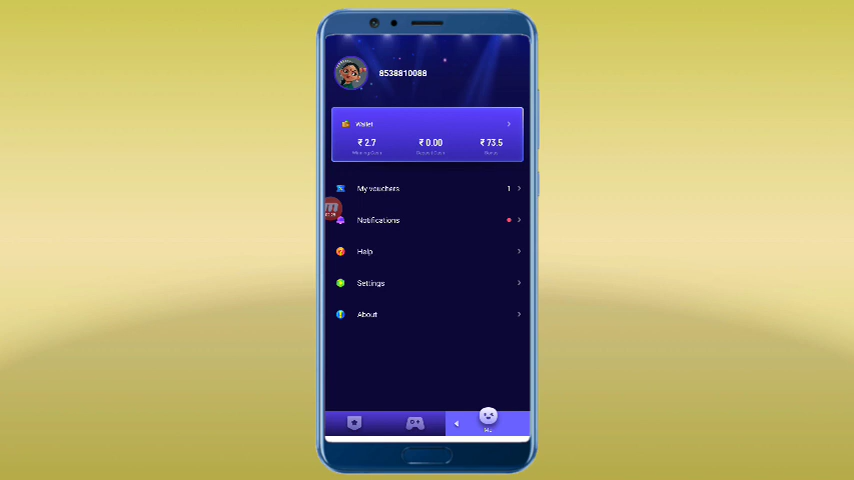 8538810088
Wallet
₹ 2.7 ₹ 0.00 ₹ 73.5
My vouchers 1
Notifications
Help
Settings
About